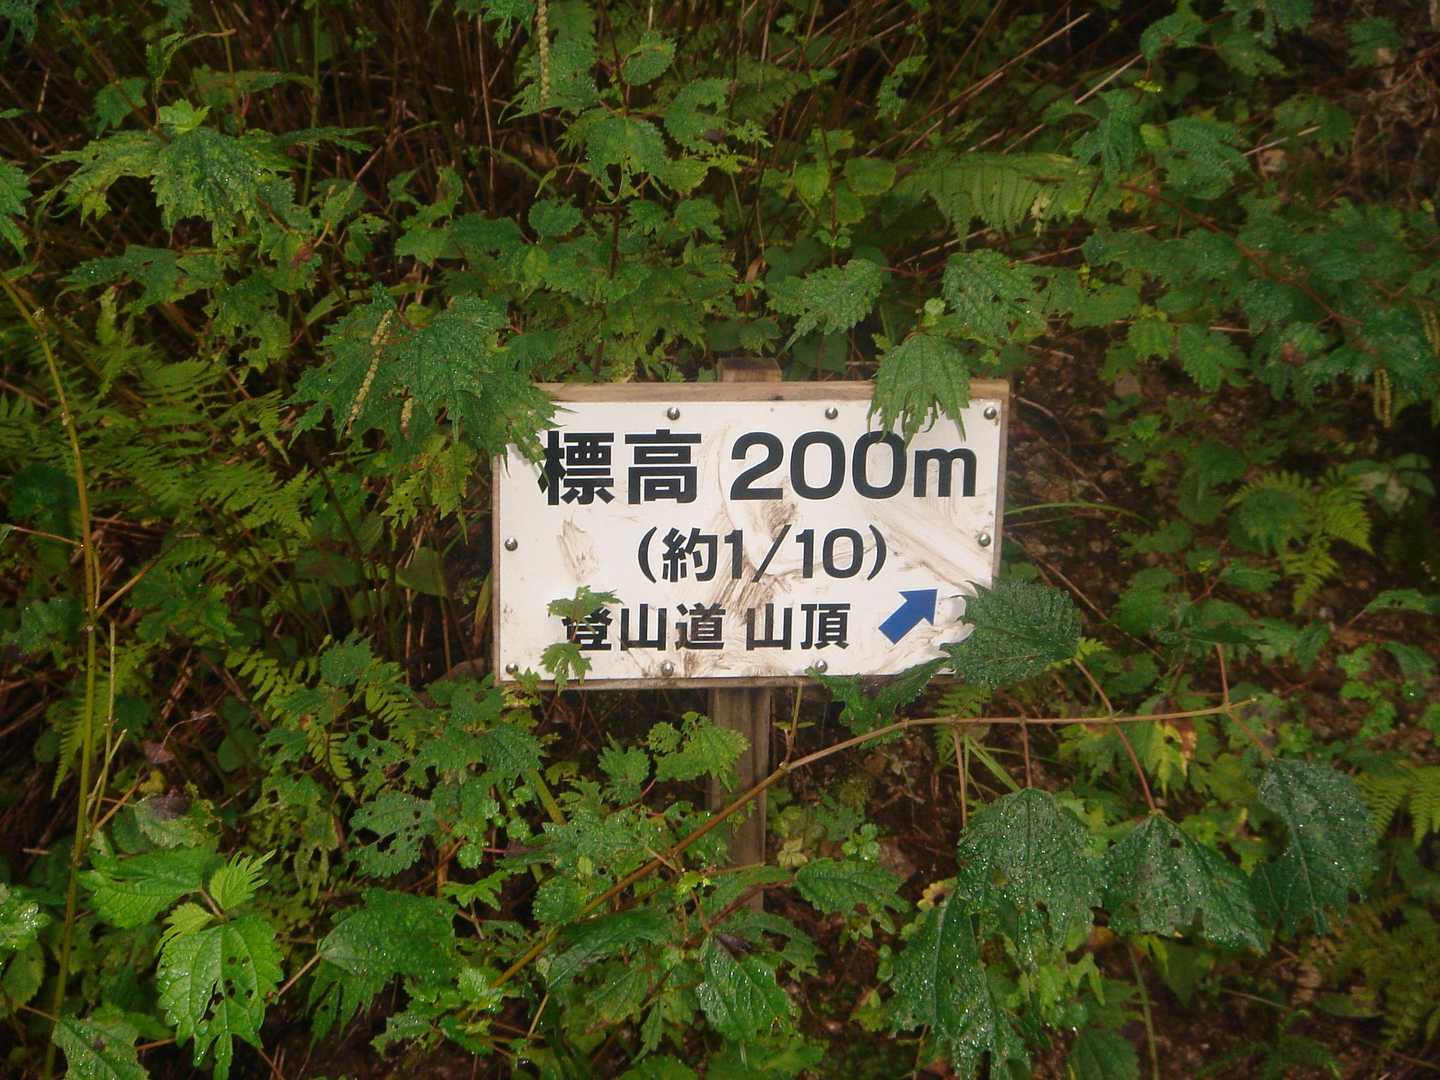 標高 200m
(約1/10)
登山道 山頂